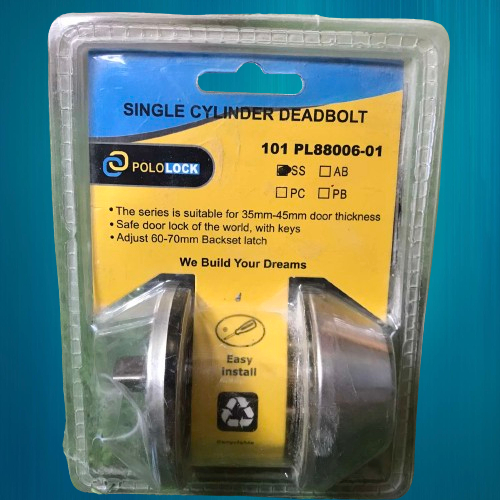 SINGLE CYLINDER DEADBOLT
101 PL88006-01
POLOLOCK
SS AB
PC PB
• The series is suitable for 35mm-45mm door thickness
• Safe door lock of the world, with keys
• Adjust 60-70mm Backset latch
We Build Your Dreams
Easy
install
Recyclable